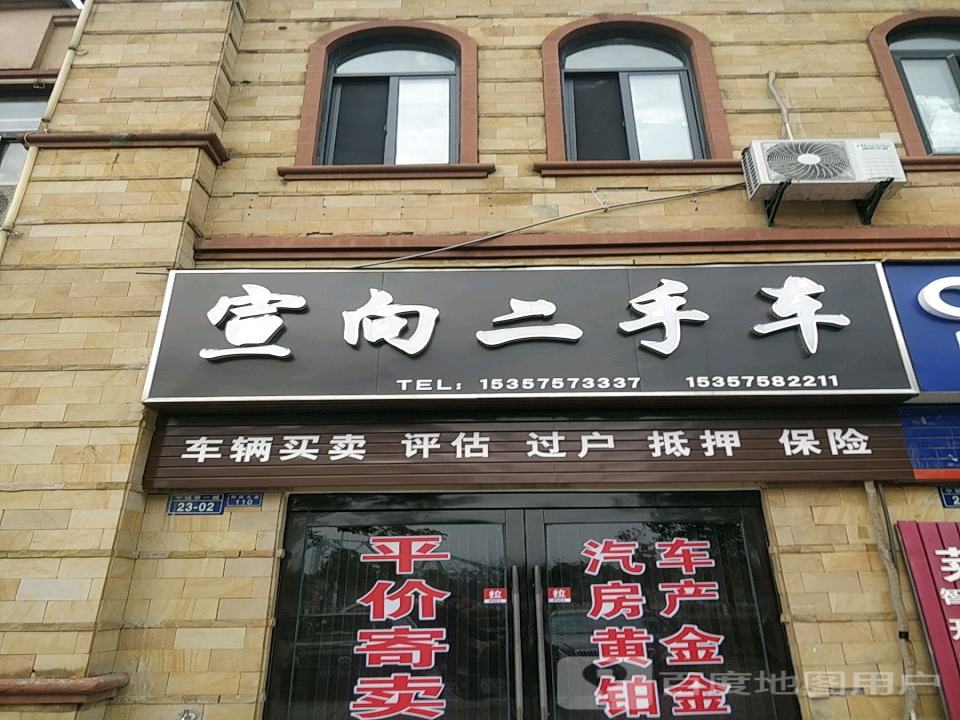 宣向二手车
TEL: 15357573337 15357582211
车辆买卖 评估 过户 抵押 保险
23-02
110
平价寄卖
拉
拉
汽车
房产
黄金
铂金
百度地图用户